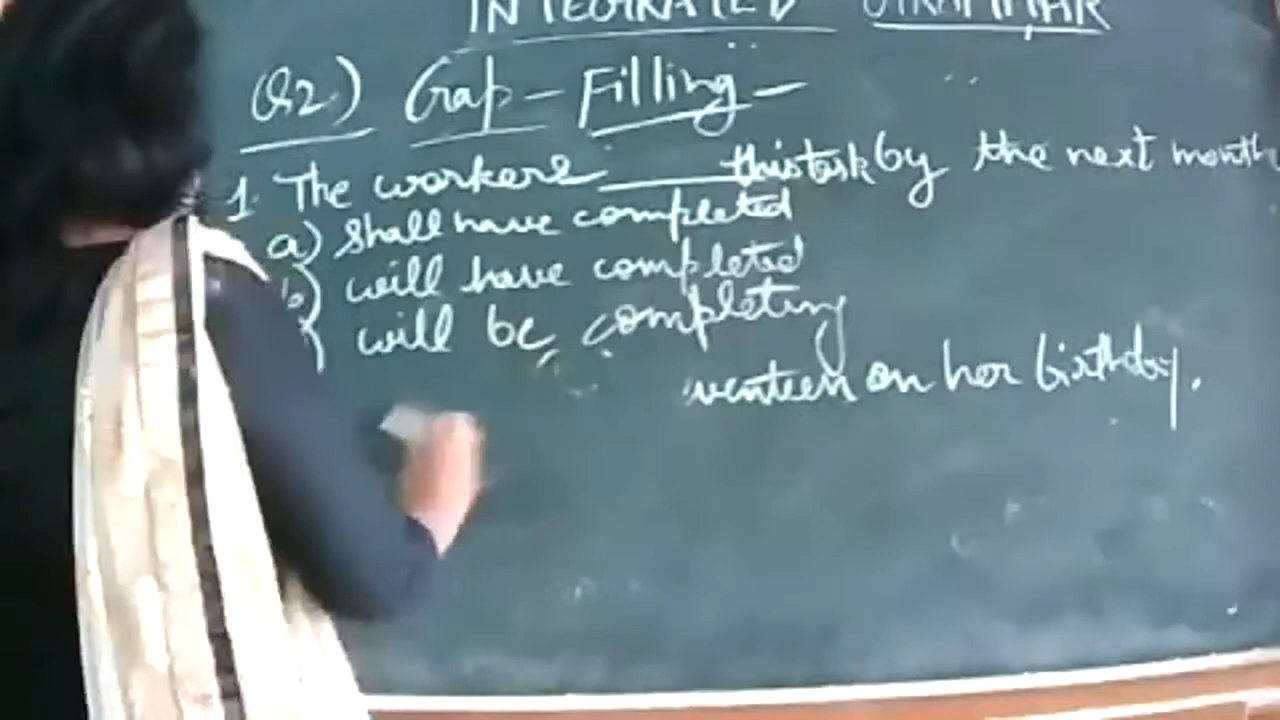 INTEGRATED GRAMMAR
Q2) Gap-Filling-
1. The workers ______ this task by the next month
a) shall have completed
b) will have completed
) will be completing
venteen on her birthday.